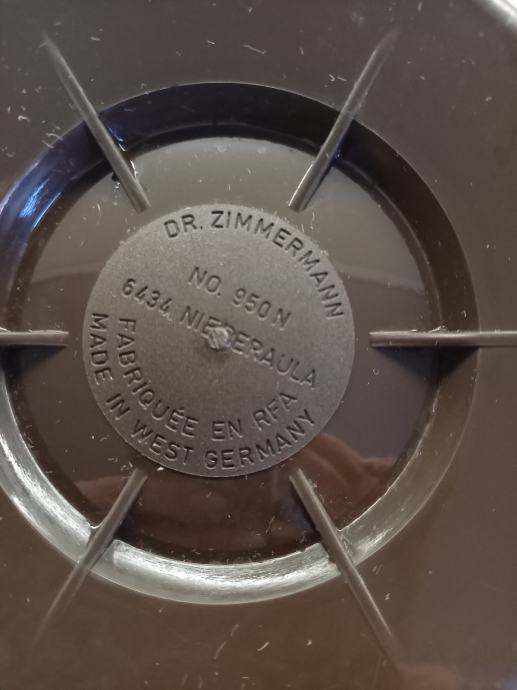 DR. ZIMMERMANN
NO. 950 N
6434 NIEDERAULA
FABRIQUÉE EN RFA
MADE IN WEST GERMANY